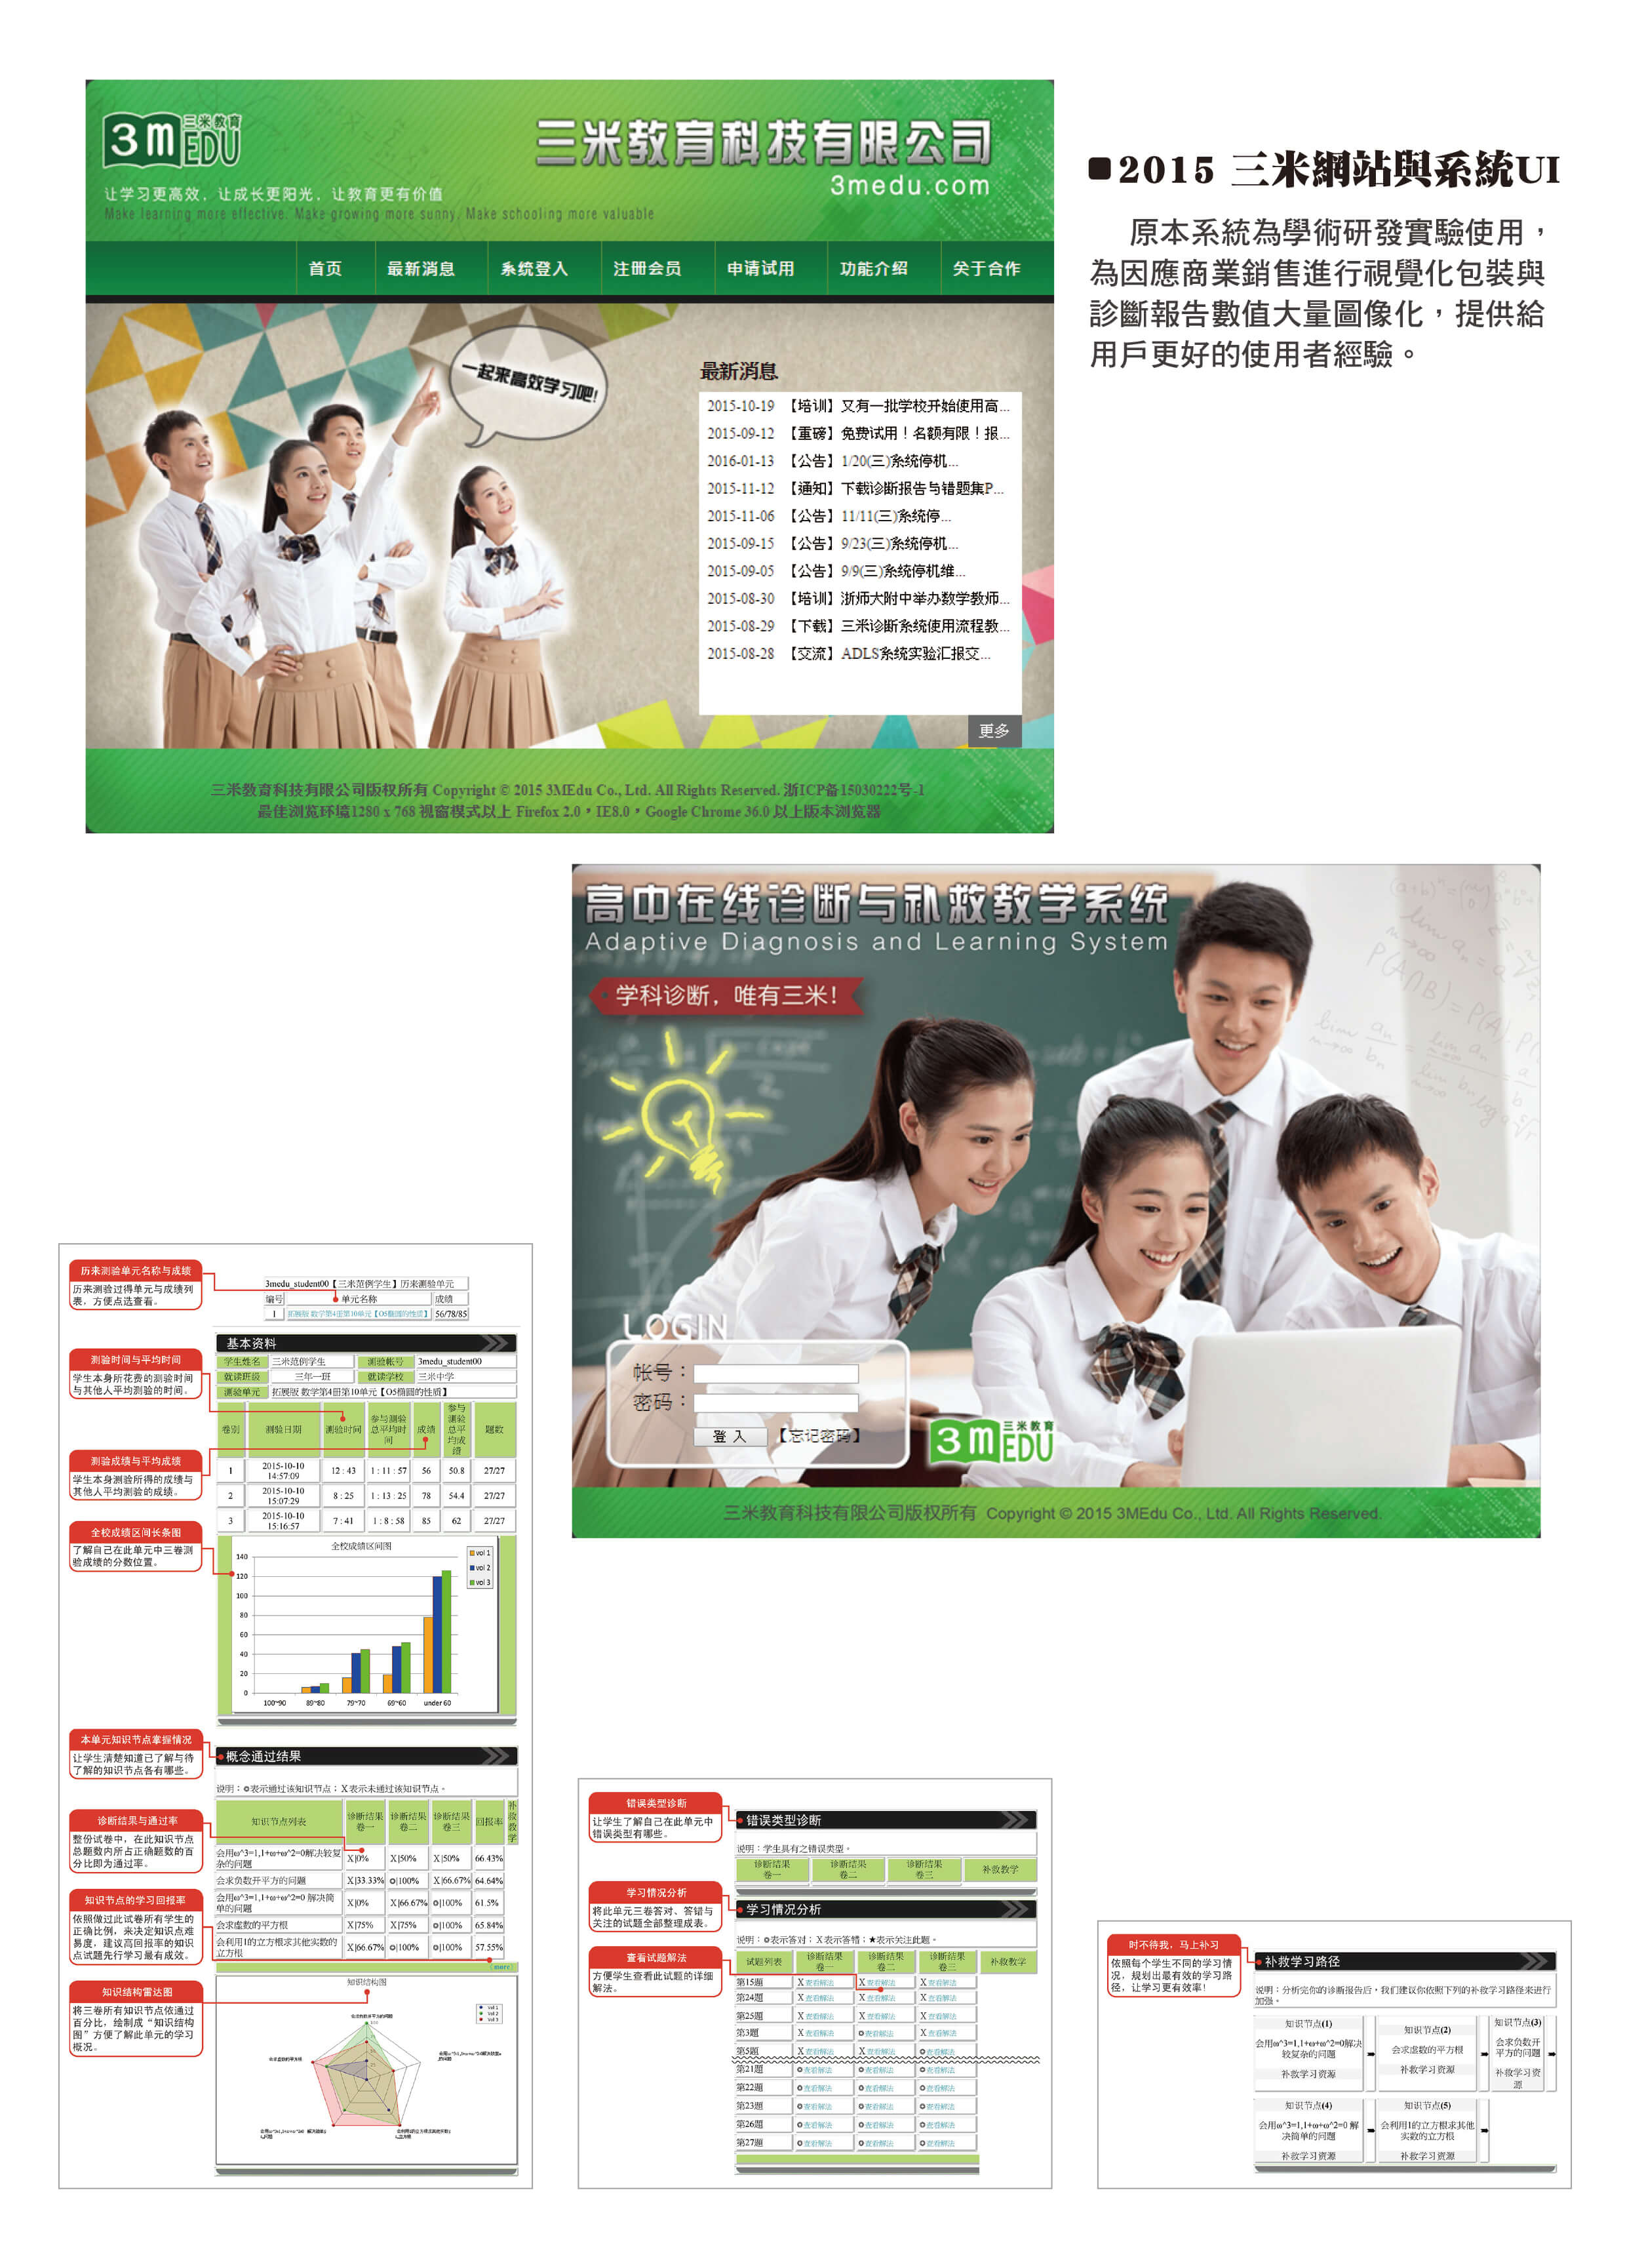 3m EDU 三米教育
三米教育科技有限公司
3medu.com
让学习更高效，让成长更阳光，让教育更有价值
Make learning more effective. Make growing more sunny. Make schooling more valuable
首页 最新消息 系统登入 注册会员 申请试用 功能介绍 关于合作
一起来高效学习吧!
最新消息
2015-10-19 【培训】又有一批学校开始使用高...
2015-09-12 【重磅】免费试用！名额有限！报...
2016-01-13 【公告】1/20(三)系统停机...
2015-11-12 【通知】下载诊断报告与错题集P...
2015-11-06 【公告】11/11(三)系统停...
2015-09-15 【公告】9/23(三)系统停机...
2015-09-05 【公告】9/9(三)系统停机维...
2015-08-30 【培训】浙师大附中举办数学教师...
2015-08-29 【下载】三米诊断系统使用流程教...
2015-08-28 【交流】ADLS系统实验汇报交...
更多
三米教育科技有限公司版权所有 Copyright © 2015 3MEdu Co., Ltd. All Rights Reserved. 浙ICP备15030222号-1
最佳浏览环境1280 x 768 视窗模式以上 Firefox 2.0，IE8.0，Google Chrome 36.0 以上版本浏览器
■2015 三米網站與系統UI
原本系統為學術研發實驗使用，
為因應商業銷售進行視覺化包裝與
診斷報告數值大量圖像化，提供給
用戶更好的使用者經驗。
高中在线诊断与补救教学系统
Adaptive Diagnosis and Learning System
学科诊断，唯有三米!
LOGIN
帐号：
密码：
登 入 【忘记密码】
3m EDU 三米教育
三米教育科技有限公司版权所有 Copyright © 2015 3MEdu Co., Ltd. All Rights Reserved.
历来测验单元名称与成绩
历来测验过得单元与成绩列
表，方便点选查看。
测验时间与平均时间
学生本身所花费的测验时间
与其他人平均测验的时间。
测验成绩与平均成绩
学生本身测验所得的成绩与
其他人平均测验的成绩。
全校成绩区间长条图
了解自己在此单元中三卷测
验成绩的分数位置。
本单元知识节点掌握情况
让学生清楚知道已了解与待
了解的知识节点各有哪些。
诊断结果与通过率
整份试卷中，在此知识节点
总题数内所占正确题数的百
分比即为通过率。
知识节点的学习回报率
依照做过此试卷所有学生的
正确比例，来决定知识点难
易度，建议高回报率的知识
点试题先行学习最有成效。
知识结构雷达图
将三卷所有知识节点依通过
百分比，绘制成“知识结构
图”方便了解此单元的学习
概况。
3medu_student00【三米范例学生】历来测验单元
编号 单元名称 成绩
1 拓展版 数学第4册第10单元【O5椭圆的性质】 56/78/85
基本资料
学生姓名 三米范例学生 测验帐号 3medu_student00
就读班级 三年一班 就读学校 三米中学
测验单元 拓展版 数学第4册第10单元【O5椭圆的性质】
卷别 测验日期 测验时间 参与测验总平均时间 成绩 参与测验总平均成绩 题数
1 2015-10-10 14:57:09 12 : 43 1 : 11 : 57 56 50.8 27/27
2 2015-10-10 15:07:29 8 : 25 1 : 13 : 25 78 54.4 27/27
3 2015-10-10 15:16:57 7 : 41 1 : 8 : 58 85 62 27/27
全校成绩区间图
140
120
100
80
60
40
20
0
100~90 89~80 79~70 69~60 under 60
vol 1
vol 2
vol 3
概念通过结果
说明：o表示通过该知识节点；X表示未通过该知识节点。
知识节点列表 诊断结果卷一 诊断结果卷二 诊断结果卷三 回报率 补救教学
会用ω^3=1,1+ω+ω^2=0解决较复杂的问题 X|0% X|50% X|50% 66.43%
会求负数开平方的问题 X|33.33% o|100% X|66.67% 64.64%
会用ω^3=1,1+ω+ω^2=0 解决简单的问题 X|0% X|66.67% o|100% 61.5%
会求虚数的平方根 X|75% X|75% o|100% 65.84%
会利用1的立方根求其他实数的立方根 X|66.67% o|100% o|100% 57.55%
(more)
知识结构图
Vol 1
Vol 2
Vol 3
错误类型诊断
让学生了解自己在此单元中
错误类型有哪些。
学习情况分析
将此单元三卷答对、答错与
关注的试题全部整理成表。
查看试题解法
方便学生查看此试题的详细
解法。
错误类型诊断
说明：学生具有之错误类型。
诊断结果卷一 诊断结果卷二 诊断结果卷三 补救教学
学习情况分析
说明：o表示答对；X表示答错；★表示关注此题。
试题列表 诊断结果卷一 诊断结果卷二 诊断结果卷三 补救教学
第15题 X 查看解法 X 查看解法 X 查看解法
第24题 X 查看解法 X 查看解法 X 查看解法
第25题 X 查看解法 X 查看解法 X 查看解法
第3题 X 查看解法 o 查看解法 X 查看解法
第5题 X 查看解法 X 查看解法 o 查看解法
第21题 o 查看解法 o 查看解法 o 查看解法
第22题 o 查看解法 o 查看解法 o 查看解法
第23题 o 查看解法 o 查看解法 o 查看解法
第26题 o 查看解法 o 查看解法 o 查看解法
第27题 o 查看解法 o 查看解法 o 查看解法
时不待我，马上补习
依照每个学生不同的学习情
况，规划出最有效的学习路
径，让学习更有效率!
补救学习路径
说明：分析完你的诊断报告后，我们建议你依照下列的补救学习路径来进行
加强。
知识节点(1) 知识节点(2) 知识节点(3)
会用ω^3=1,1+ω+ω^2=0解决较复杂的问题 会求虚数的平方根 会求负数开平方的问题
补救学习资源 补救学习资源 补救学习资源
知识节点(4) 知识节点(5)
会用ω^3=1,1+ω+ω^2=0 解决简单的问题 会利用1的立方根求其他实数的立方根
补救学习资源 补救学习资源